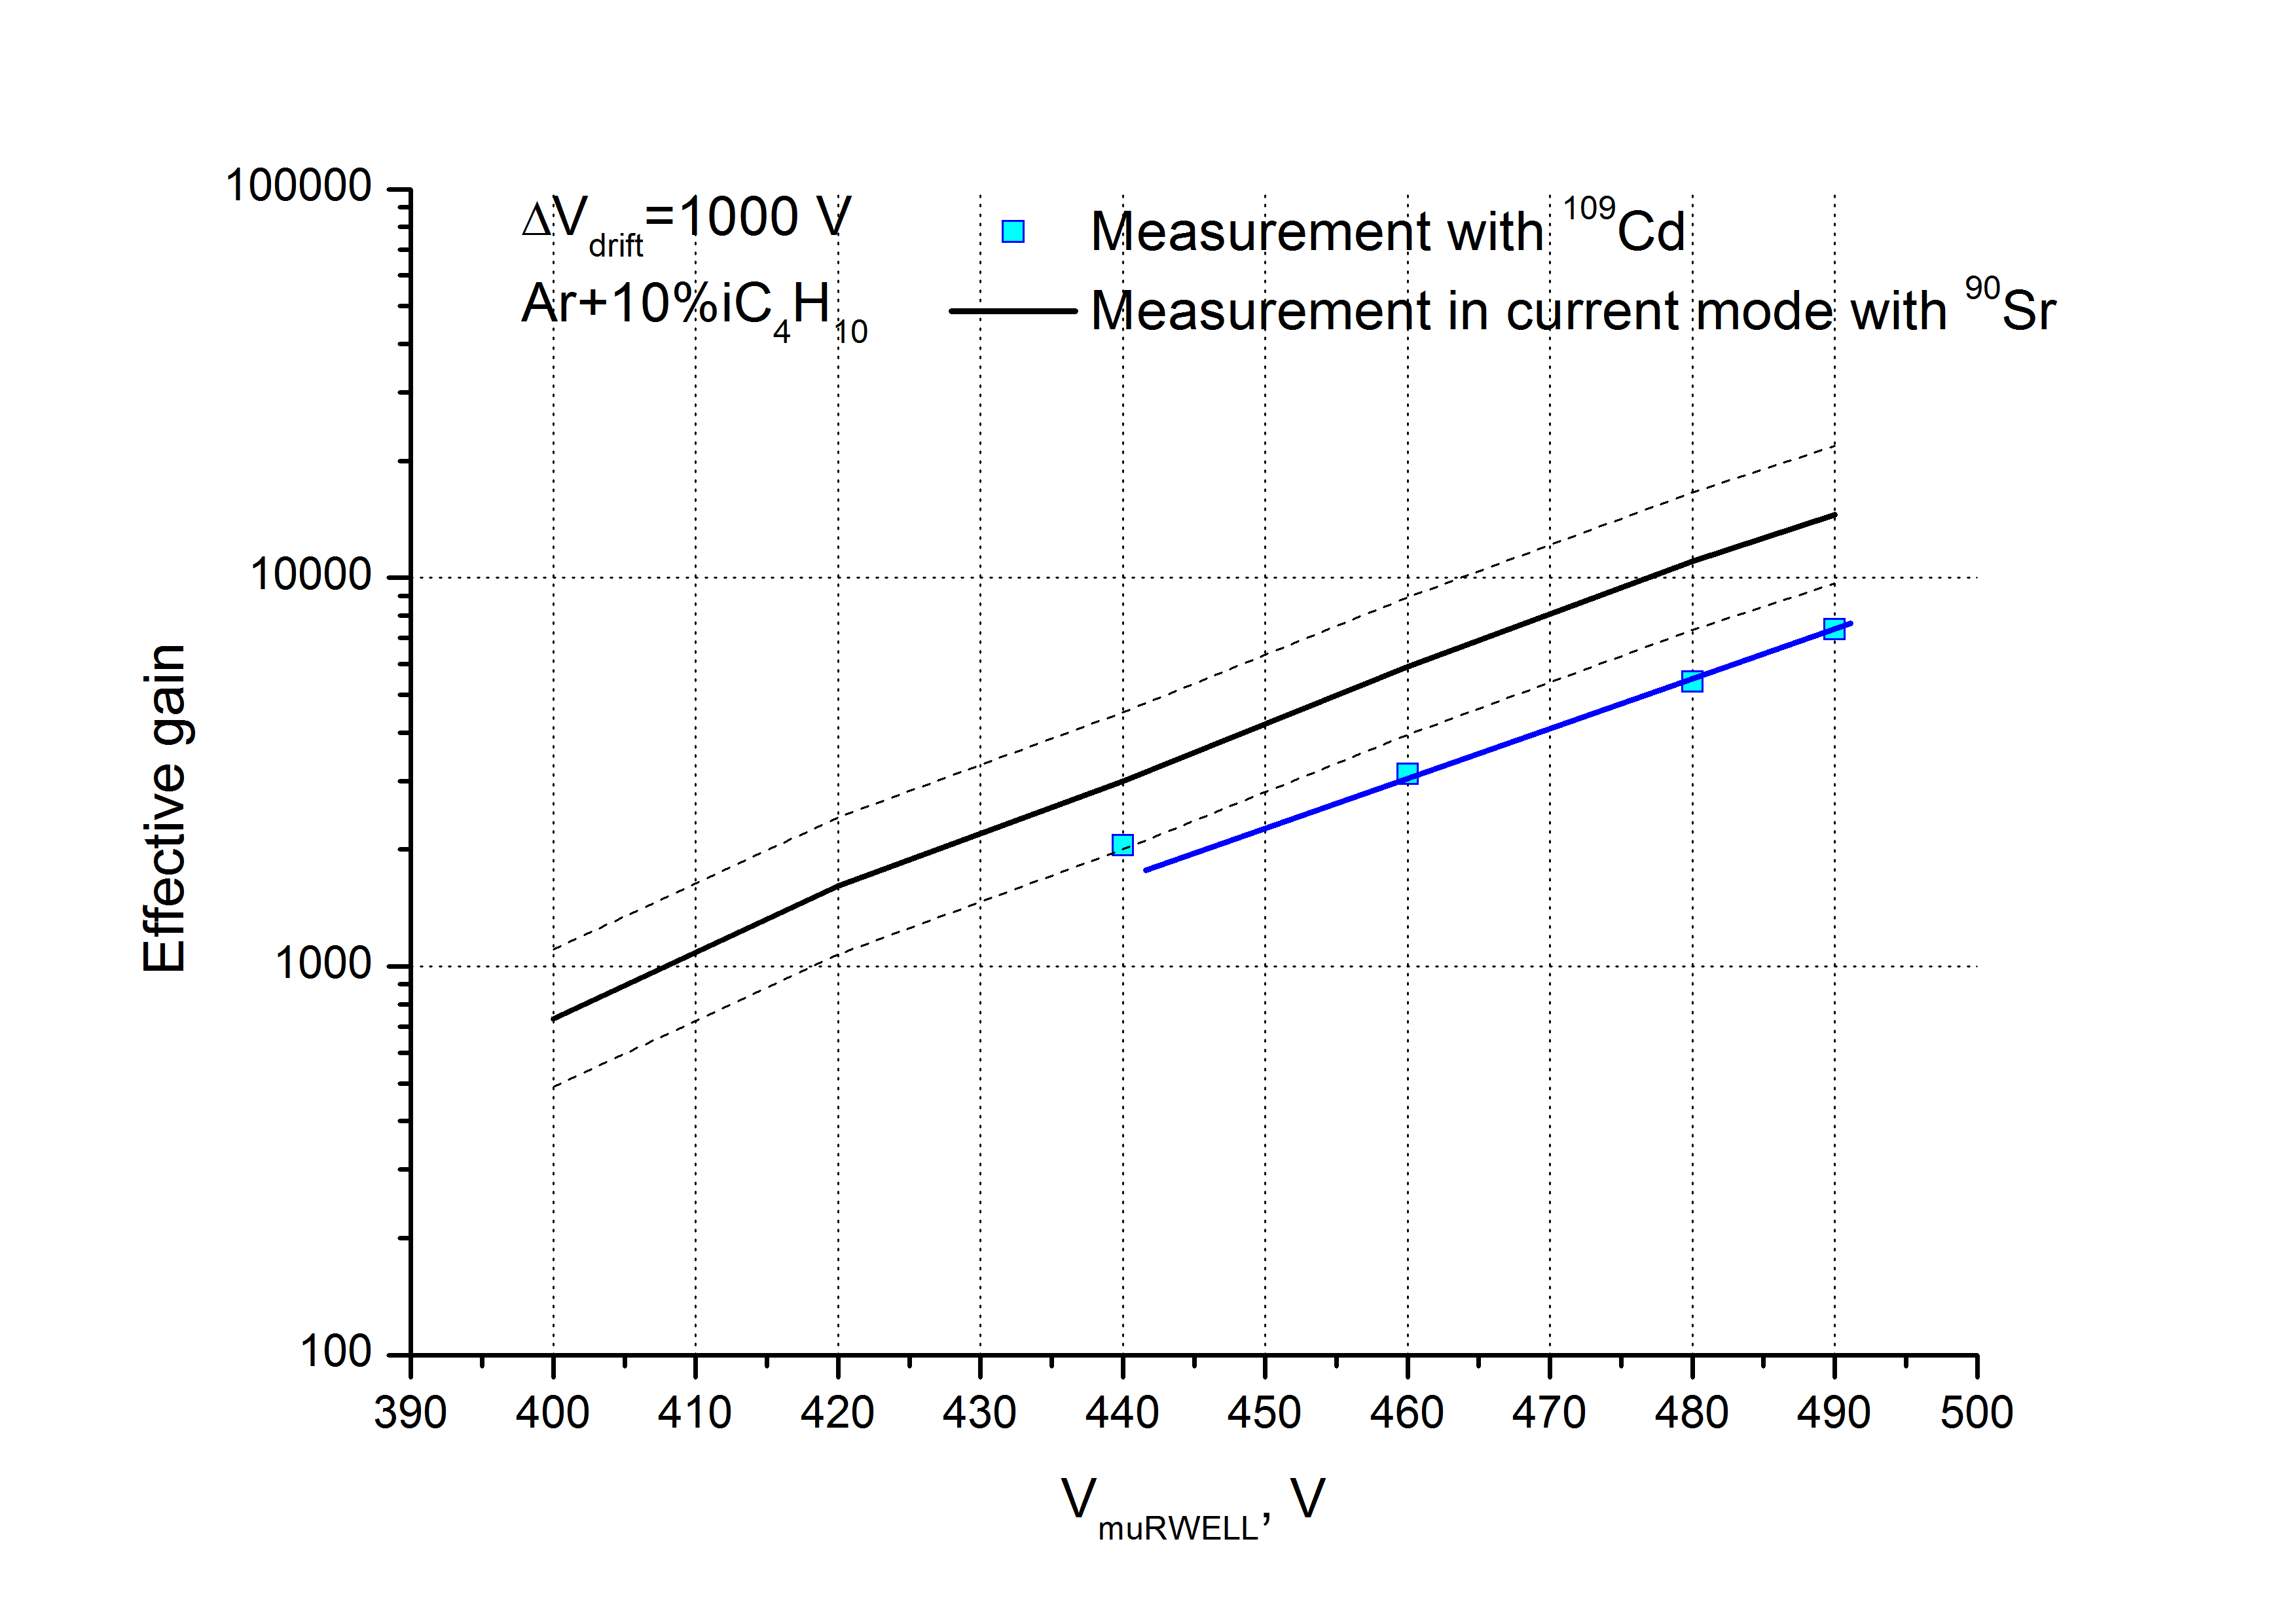 100000
ΔVdrift=1000 V
Measurement with 109Cd
Ar+10%iC4H10
Measurement in current mode with 90Sr
10000
1000
100
Effective gain
390 400 410 420 430 440 450 460 470 480 490 500
VmuRWELL, V